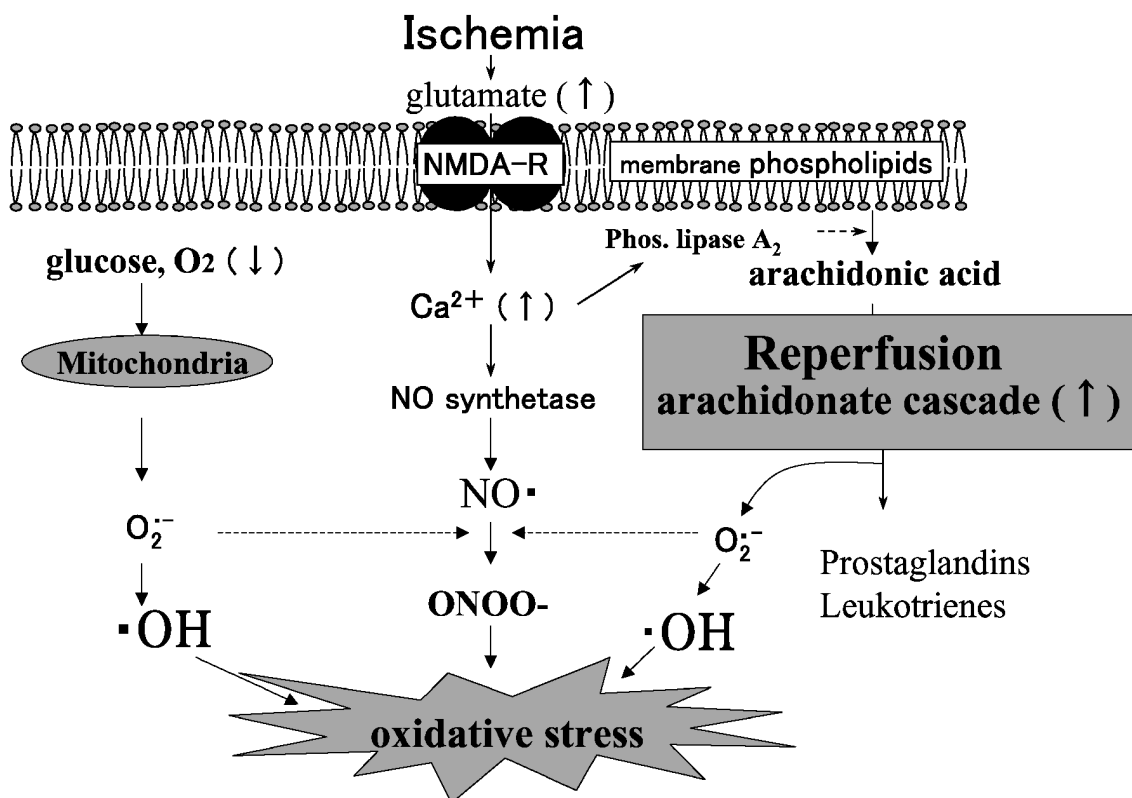 Ischemia
glutamate (↑)
NMDA-R
membrane phospholipids
Phos. lipase A₂
glucose, O2 (↓)
arachidonic acid
Ca²⁺ (↑)
Mitochondria
Reperfusion
arachidonate cascade (↑)
NO synthetase
NO·
O₂·⁻
O₂·⁻
Prostaglandins
Leukotrienes
ONOO-
·OH
·OH
oxidative stress